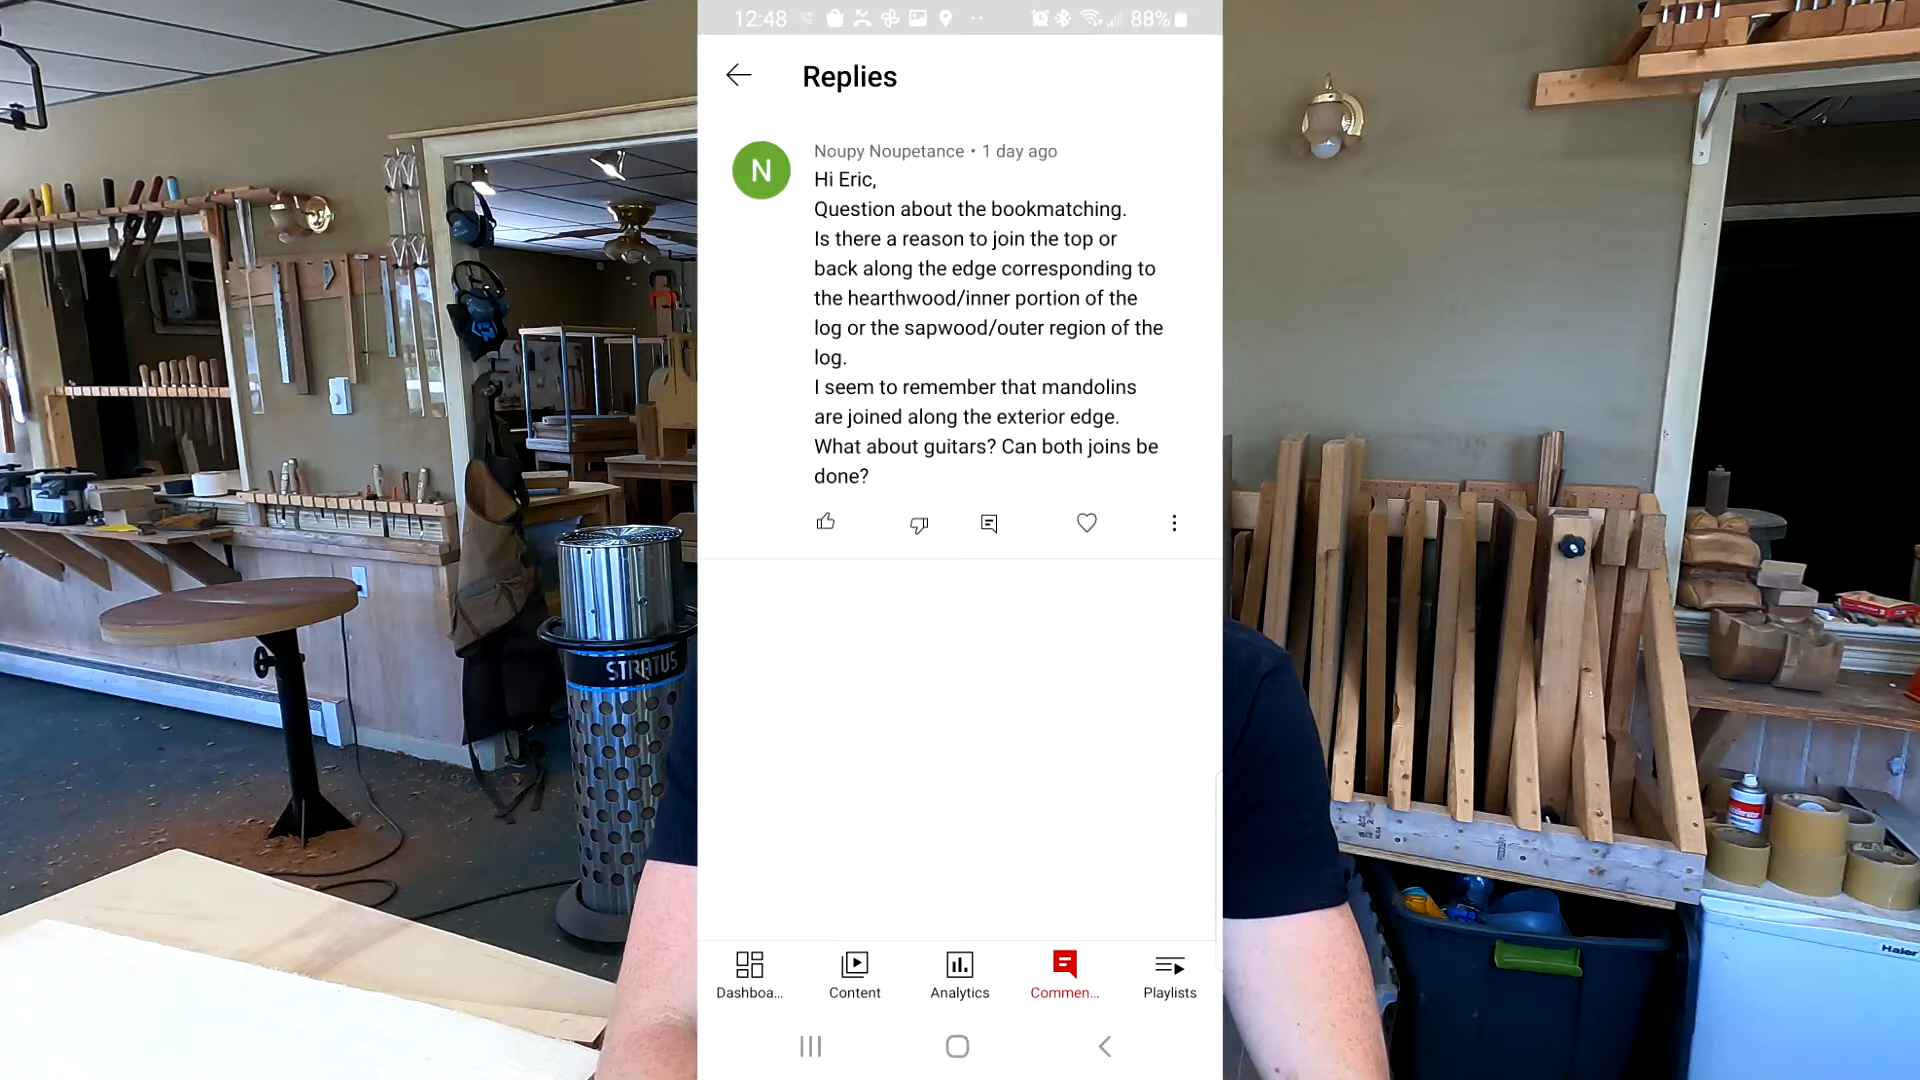 12:48
88%
Replies
N
Noupy Noupetance • 1 day ago
Hi Eric,
Question about the bookmatching.
Is there a reason to join the top or
back along the edge corresponding to
the hearthwood/inner portion of the
log or the sapwood/outer region of the
log.
I seem to remember that mandolins
are joined along the exterior edge.
What about guitars? Can both joins be
done?
Dashboa...
Content
Analytics
Commen...
Playlists
STRATUS
Haier